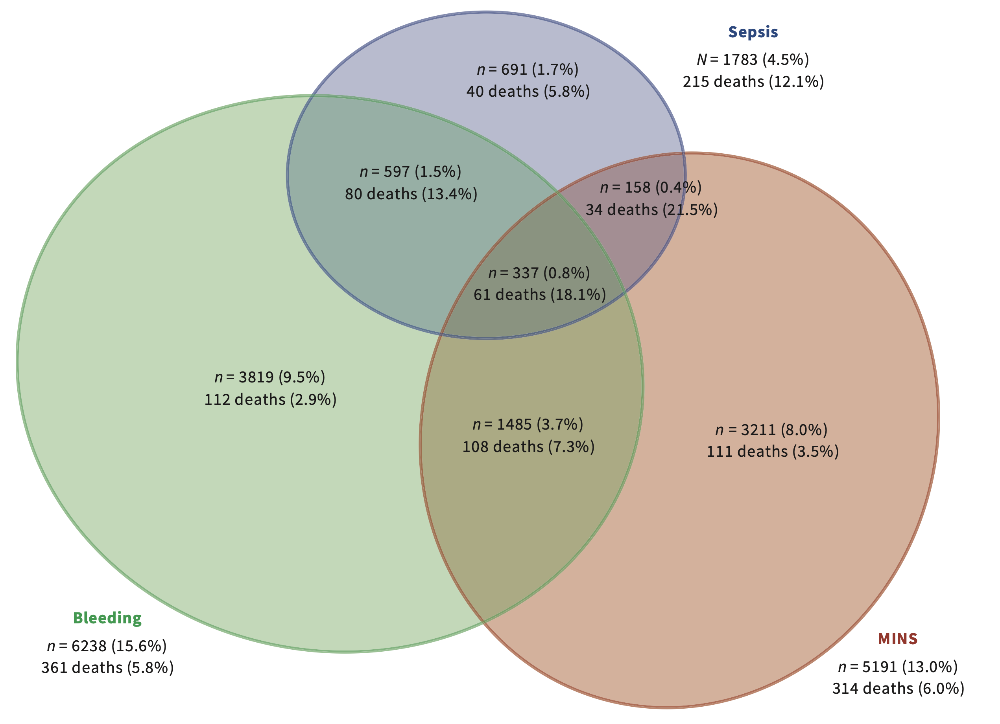 Sepsis
N = 1783 (4.5%)
215 deaths (12.1%)
n = 691 (1.7%)
40 deaths (5.8%)
n = 597 (1.5%)
80 deaths (13.4%)
n = 158 (0.4%)
34 deaths (21.5%)
n = 337 (0.8%)
61 deaths (18.1%)
n = 3819 (9.5%)
112 deaths (2.9%)
n = 1485 (3.7%)
108 deaths (7.3%)
n = 3211 (8.0%)
111 deaths (3.5%)
Bleeding
n = 6238 (15.6%)
361 deaths (5.8%)
MINS
n = 5191 (13.0%)
314 deaths (6.0%)